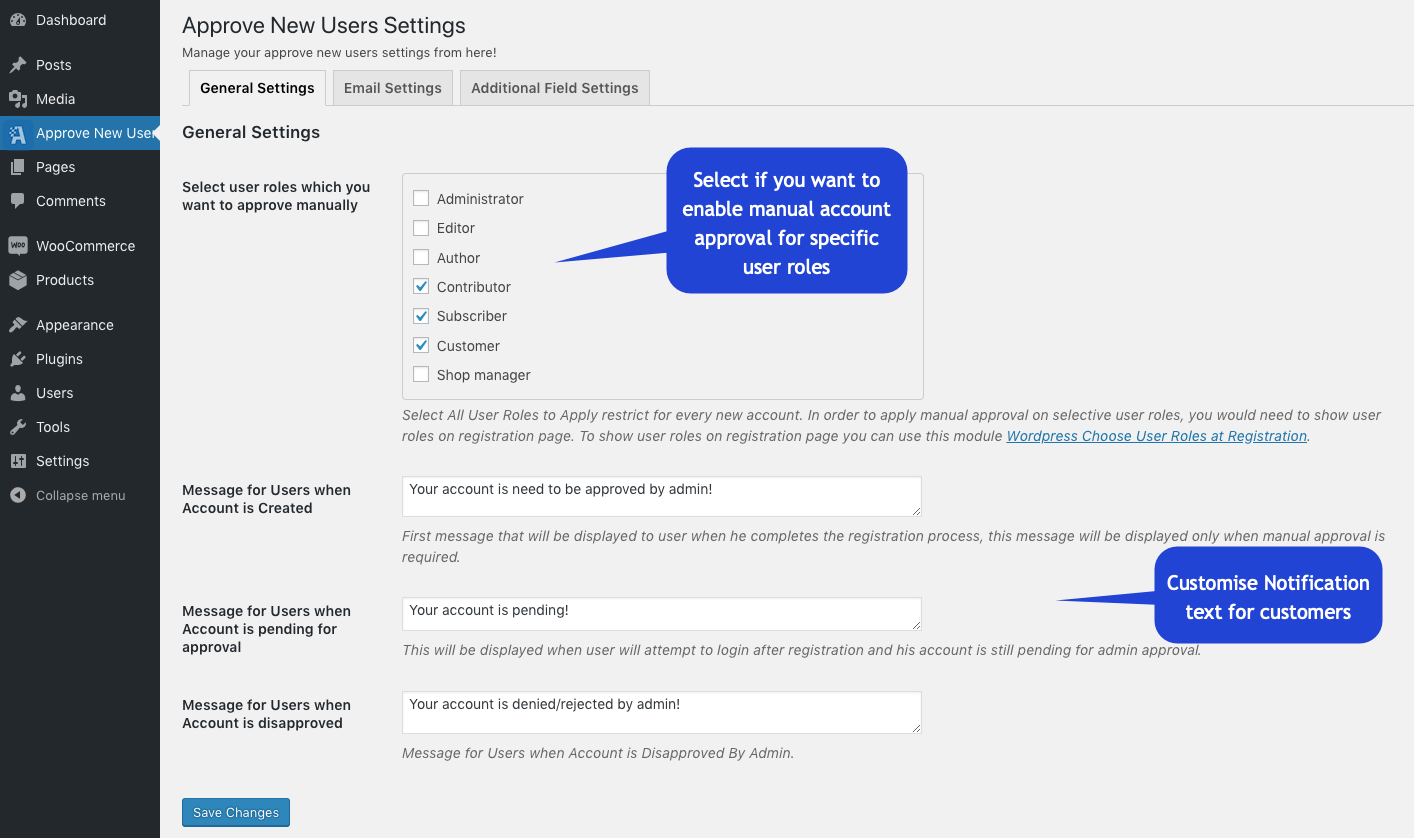 Dashboard
Posts
Media
Approve New User
Pages
Comments
WooCommerce
Products
Appearance
Plugins
Users
Tools
Settings
Collapse menu
Approve New Users Settings
Manage your approve new users settings from here!
General Settings
Email Settings
Additional Field Settings
General Settings
Select user roles which you
want to approve manually
Administrator
Editor
Author
Contributor
Subscriber
Customer
Shop manager
Select if you want to
enable manual account
approval for specific
user roles
Select All User Roles to Apply restrict for every new account. In order to apply manual approval on selective user roles, you would need to show user
roles on registration page. To show user roles on registration page you can use this module Wordpress Choose User Roles at Registration.
Message for Users when
Account is Created
Your account is need to be approved by admin!
First message that will be displayed to user when he completes the registration process, this message will be displayed only when manual approval is
required.
Customise Notification
text for customers
Message for Users when
Account is pending for
approval
Your account is pending!
This will be displayed when user will attempt to login after registration and his account is still pending for admin approval.
Message for Users when
Account is disapproved
Your account is denied/rejected by admin!
Message for Users when Account is Disapproved By Admin.
Save Changes